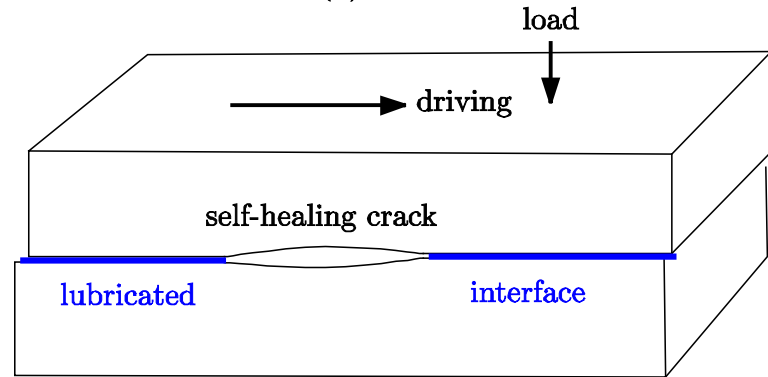 load
driving
self-healing crack
lubricated
interface